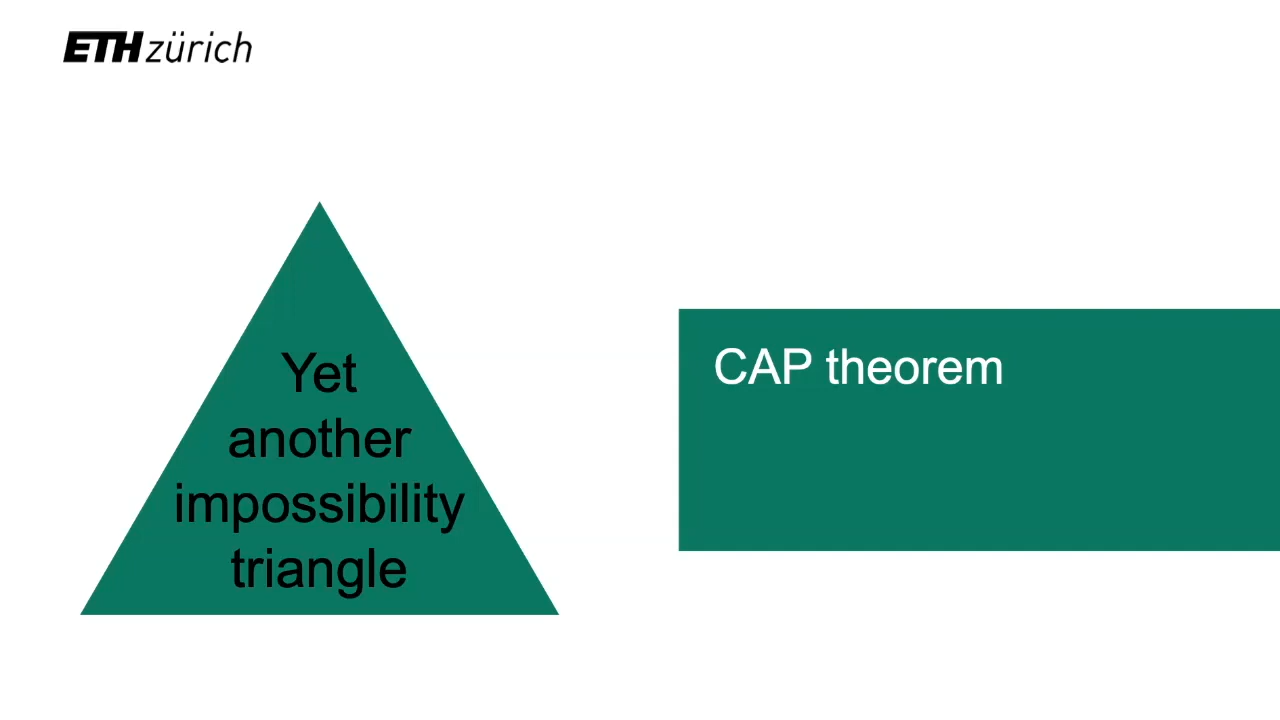 ETH zürich
Yet
another
impossibility
triangle
CAP theorem